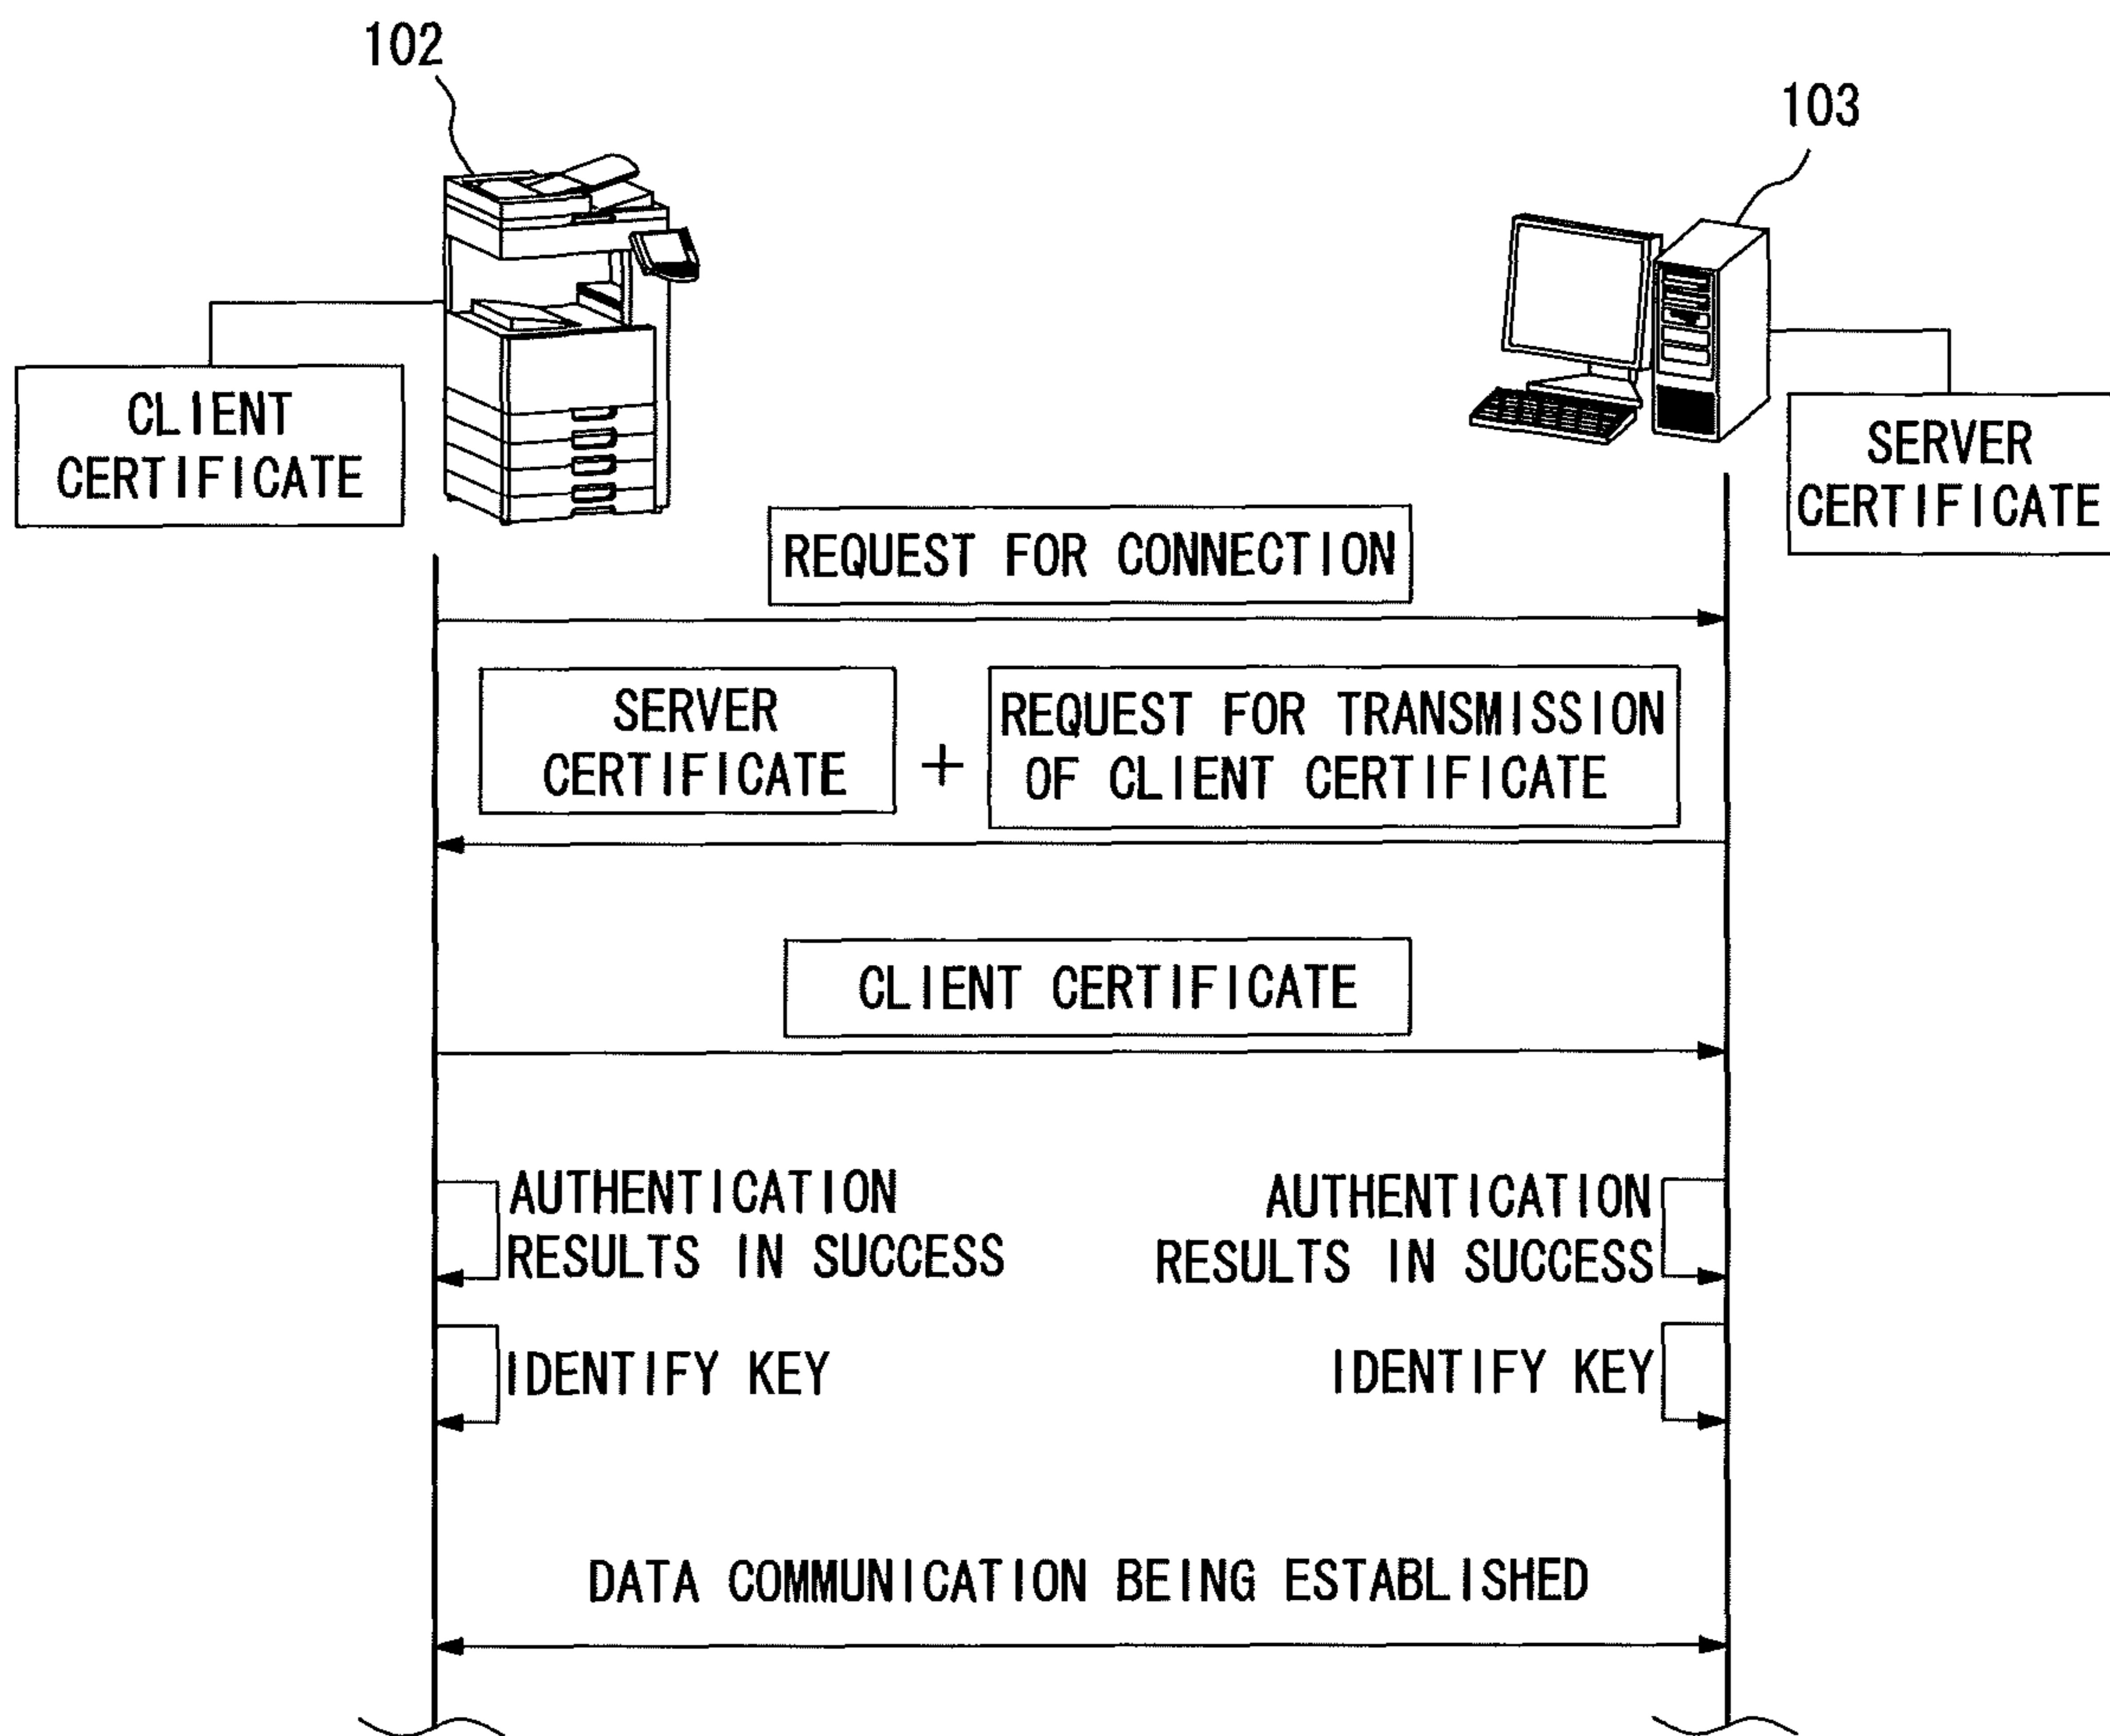 102
103
CLIENT
CERTIFICATE
SERVER
CERTIFICATE
REQUEST FOR CONNECTION
SERVER
CERTIFICATE
+
REQUEST FOR TRANSMISSION
OF CLIENT CERTIFICATE
CLIENT CERTIFICATE
AUTHENTICATION
RESULTS IN SUCCESS
AUTHENTICATION
RESULTS IN SUCCESS
IDENTIFY KEY
IDENTIFY KEY
DATA COMMUNICATION BEING ESTABLISHED